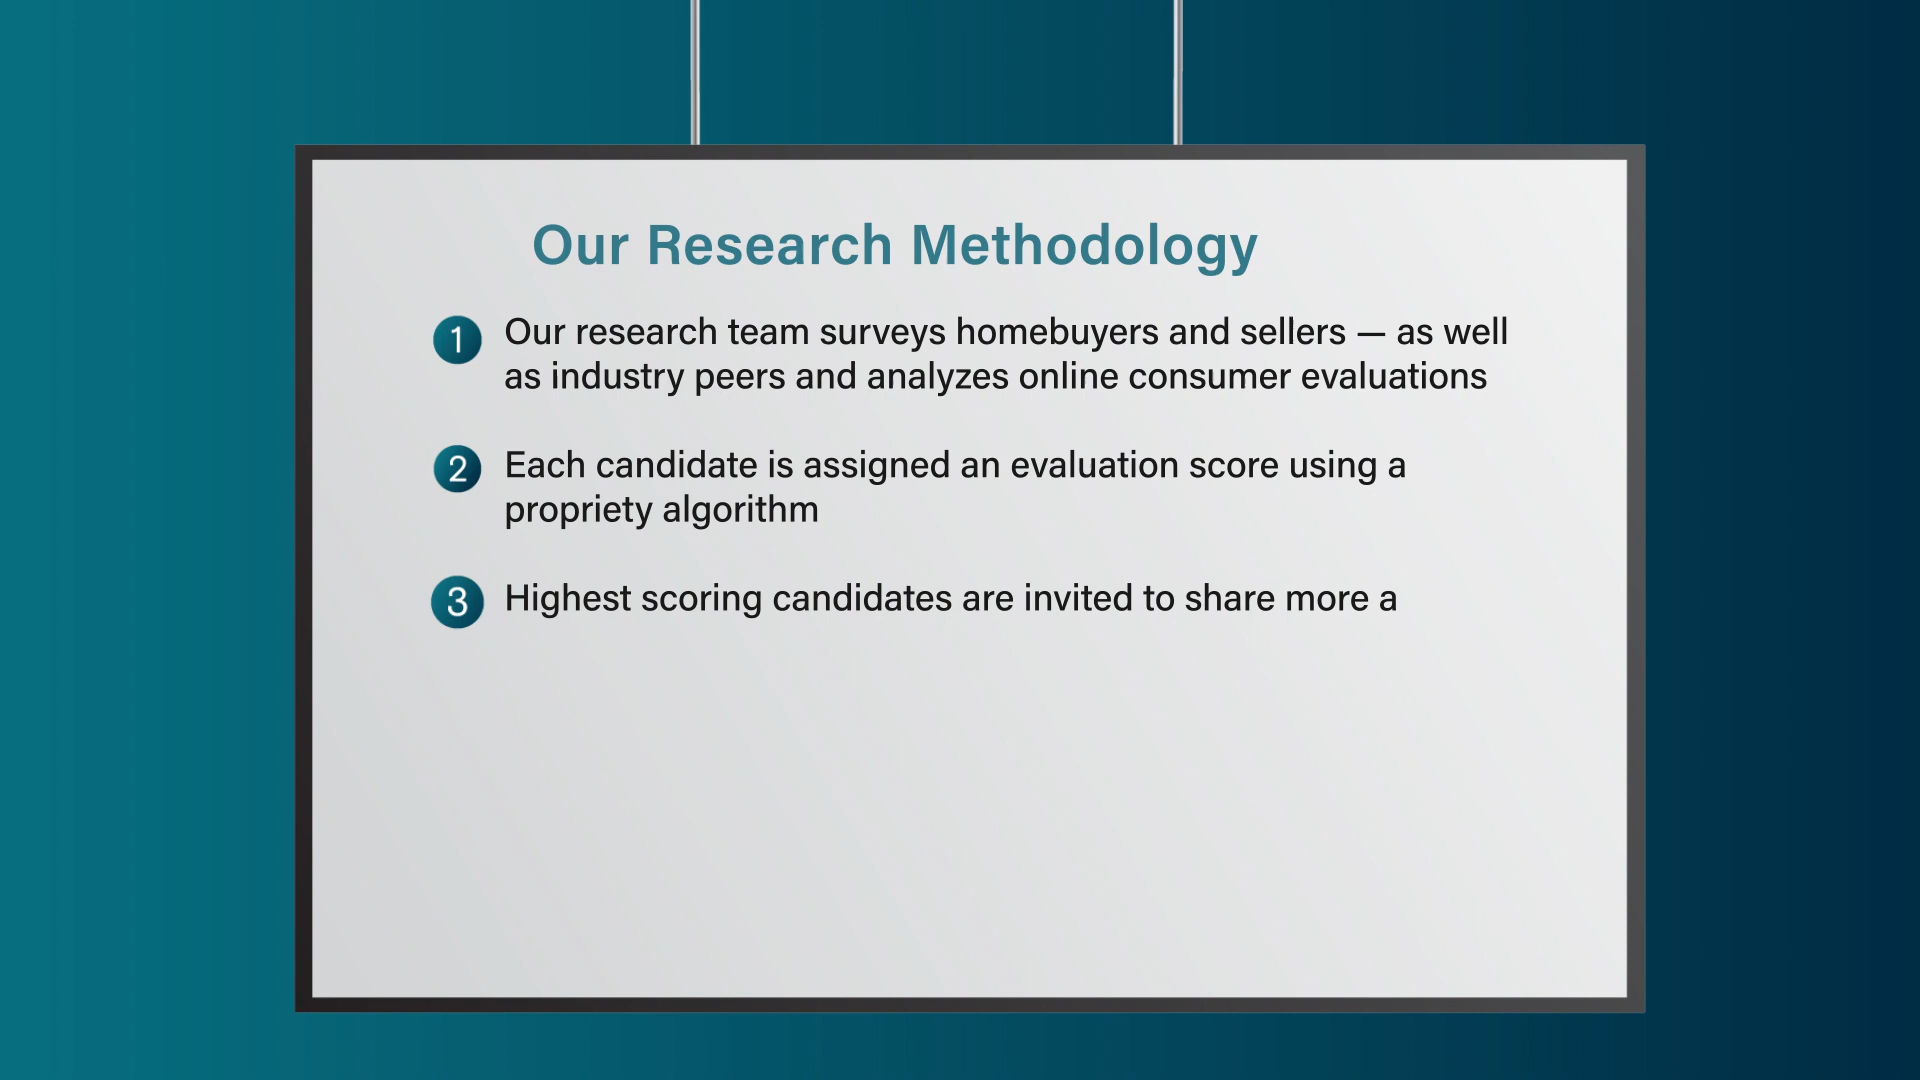 Our Research Methodology
1 Our research team surveys homebuyers and sellers — as well
as industry peers and analyzes online consumer evaluations
2 Each candidate is assigned an evaluation score using a
propriety algorithm
3 Highest scoring candidates are invited to share more a